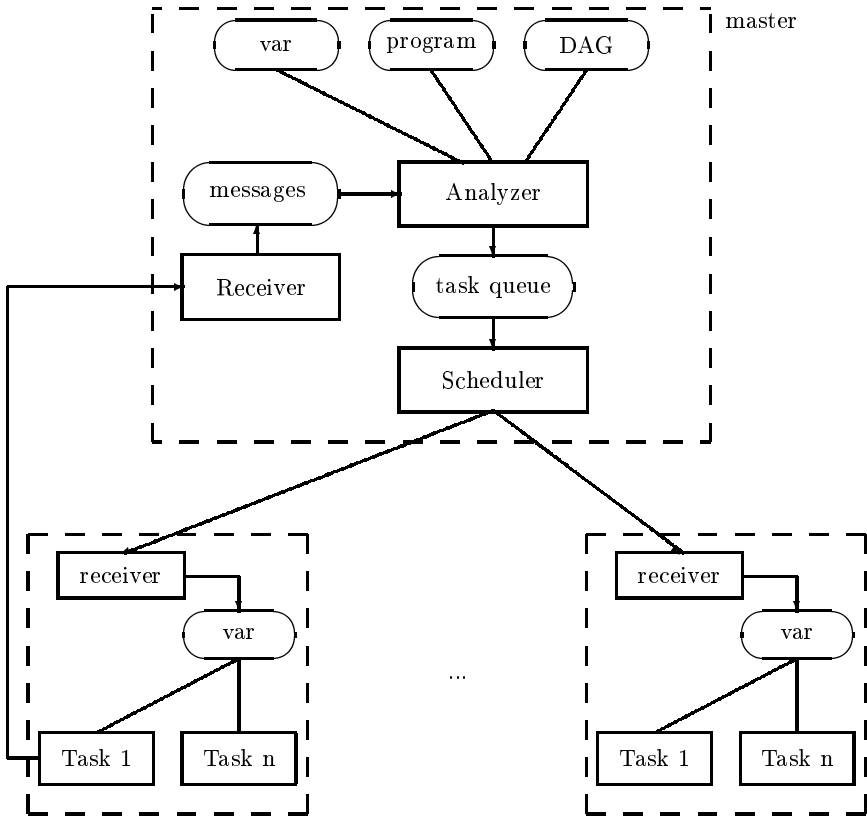 master
var
program
DAG
messages
Analyzer
Receiver
task queue
Scheduler
receiver
receiver
var
var
...
Task 1
Task n
Task 1
Task n